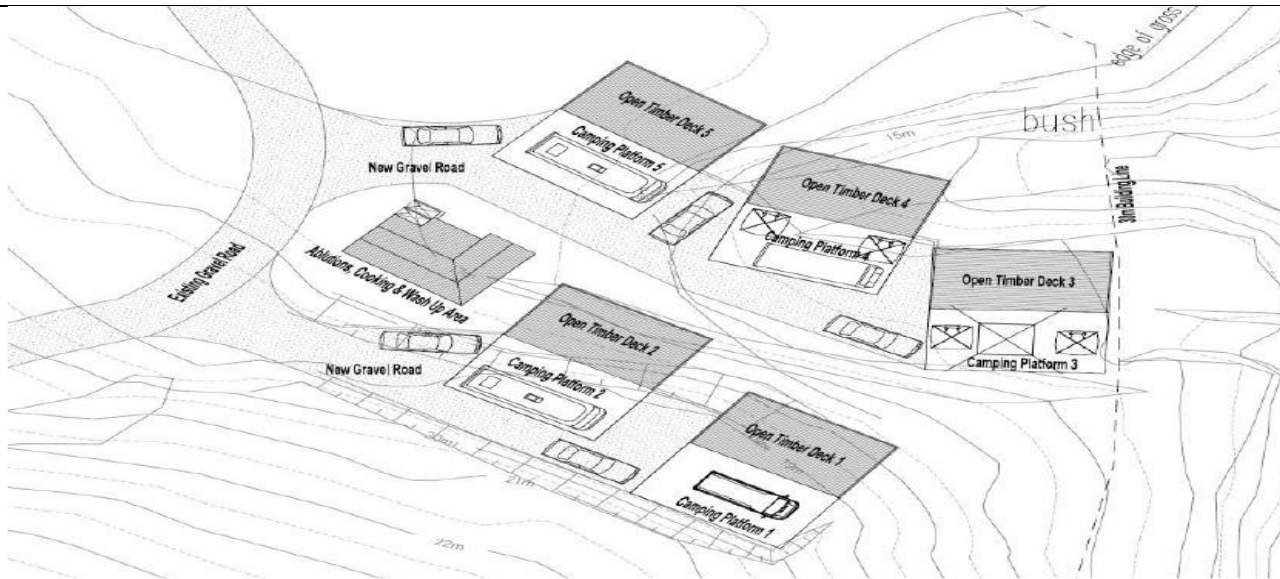 edge of grass
bush
15m
30m Building Line
Open Timber Deck 5
Camping Platform 5
New Gravel Road
Open Timber Deck 4
Camping Platform 4
Existing Gravel Road
Ablutions, Cooking & Wash Up Area
Open Timber Deck 3
Camping Platform 3
Open Timber Deck 2
Camping Platform 2
New Gravel Road
Open Timber Deck 1
Camping Platform 1
21m
22m